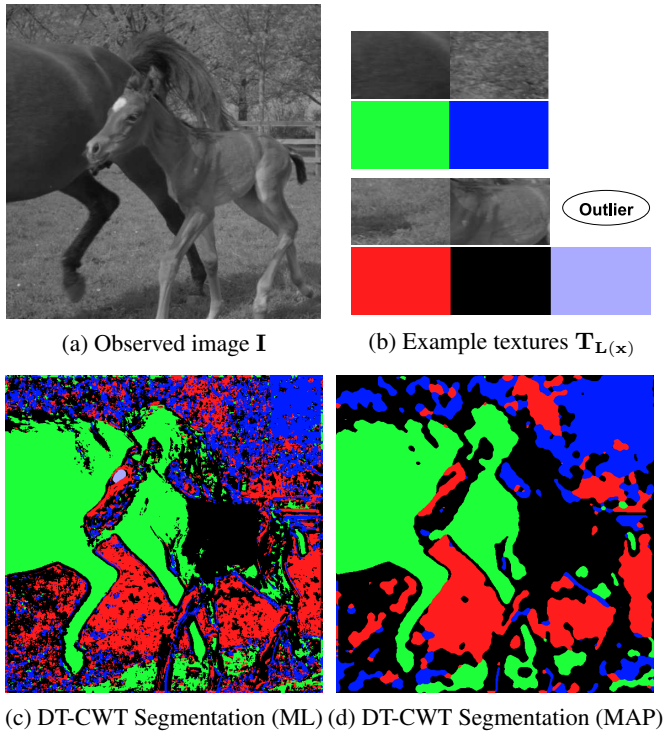 Outlier
(a) Observed image I
(b) Example textures T_L(x)
(c) DT-CWT Segmentation (ML)
(d) DT-CWT Segmentation (MAP)